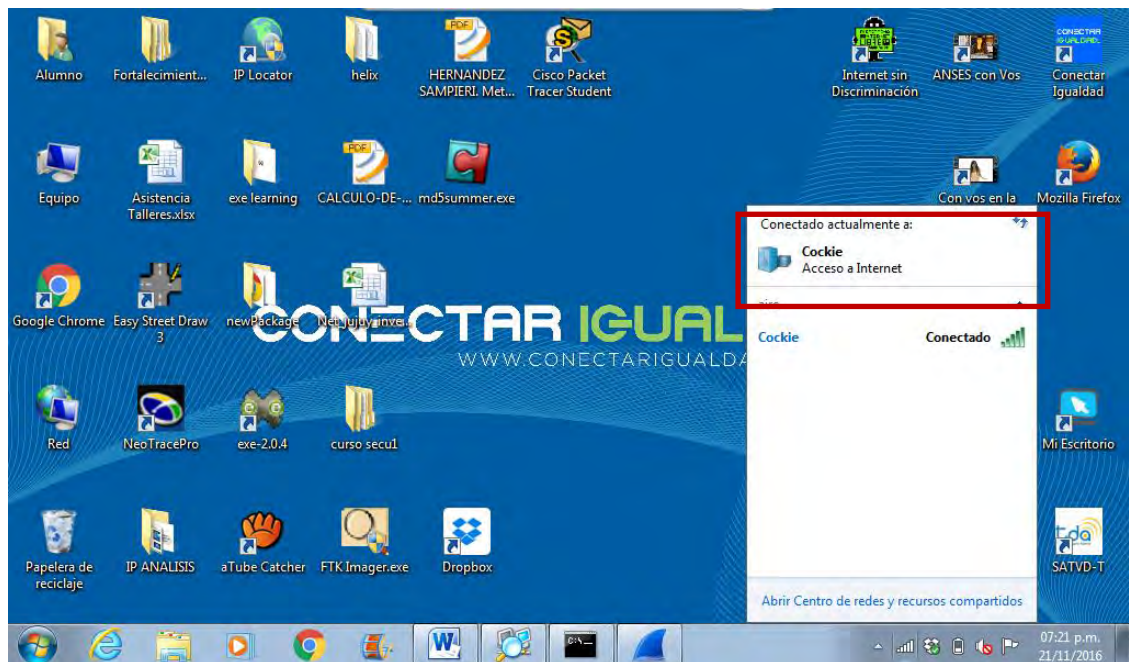 Alumno
Fortalecimient...
IP Locator
helix
HERNANDEZ
SAMPIERI. Met...
Cisco Packet
Tracer Student
Internet sin
Discriminación
ANSES con Vos
CONECTAR
IGUALDAD.
Conectar
Igualdad
Equipo
Asistencia
Talleres.xlsx
exe learning
CALCULO-DE-...
md5summer.exe
Con vos en la
Mozilla Firefox
Conectado actualmente a:
Cockie
Acceso a Internet
Google Chrome
Easy Street Draw
3
newPackage
Net_jujuy_inve...
CONECTAR IGUAL
WWW.CONECTARIGUALDA
Cockie
Conectado
Red
NeoTracePro
exe-2.0.4
curso secu1
Mi Escritorio
Papelera de
reciclaje
IP ANALISIS
aTube Catcher
FTK Imager.exe
Dropbox
tda
SATVD-T
Abrir Centro de redes y recursos compartidos
07:21 p.m.
21/11/2016